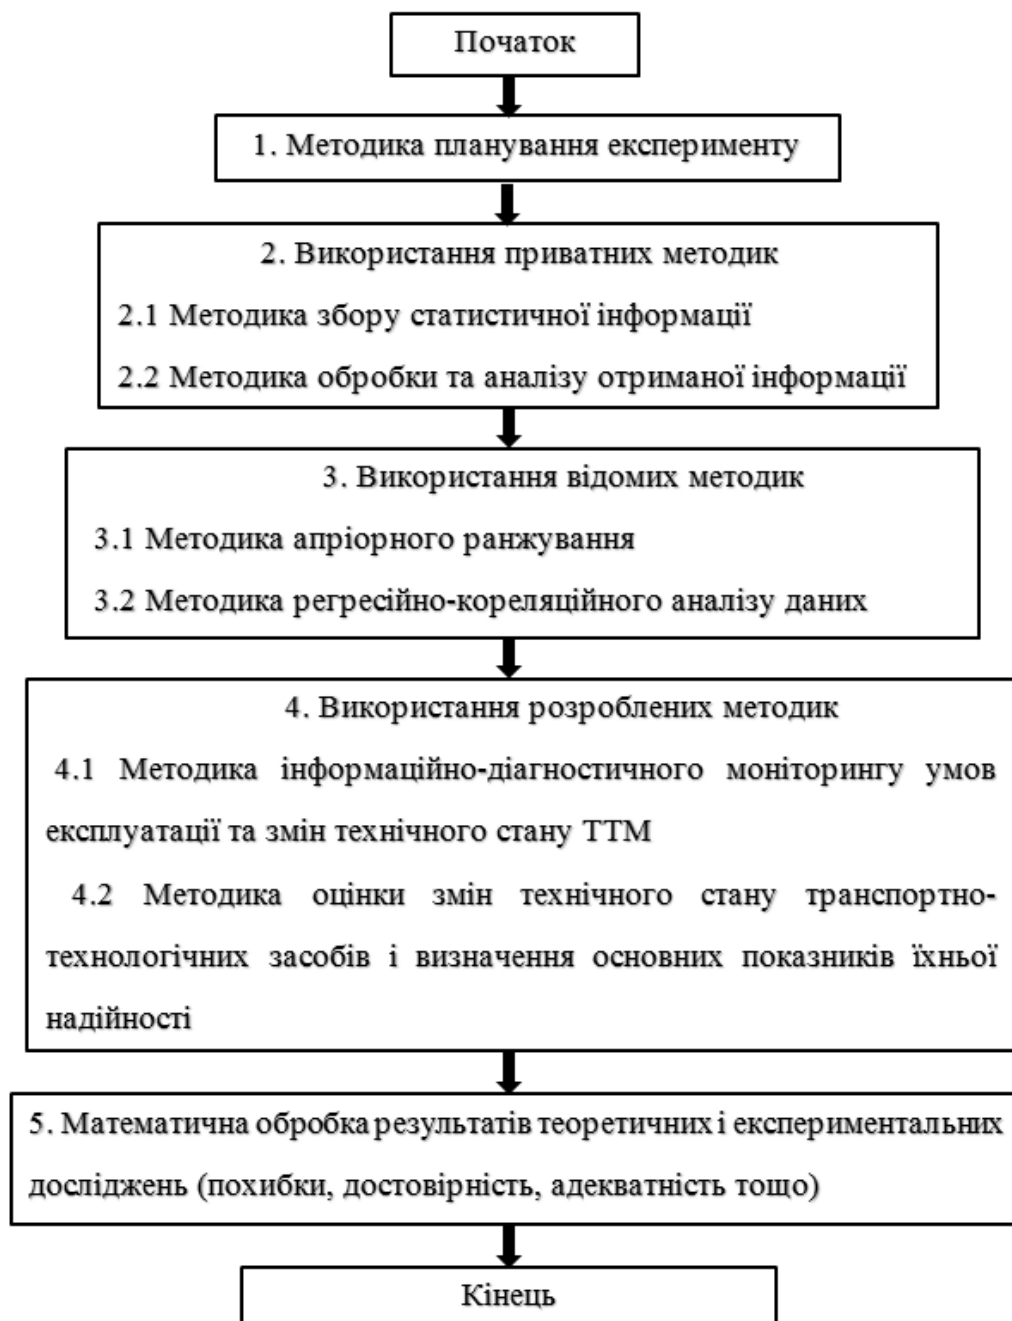 Початок
1. Методика планування експерименту
2. Використання приватних методик
2.1 Методика збору статистичної інформації
2.2 Методика обробки та аналізу отриманої інформації
3. Використання відомих методик
3.1 Методика апріорного ранжування
3.2 Методика регресійно-кореляційного аналізу даних
4. Використання розроблених методик
4.1 Методика інформаційно-діагностичного моніторингу умов
експлуатації та змін технічного стану ТТМ
4.2 Методика оцінки змін технічного стану транспортно-
технологічних засобів і визначення основних показників їхньої
надійності
5. Математична обробка результатів теоретичних і експериментальних
досліджень (похибки, достовірність, адекватність тощо)
Кінець